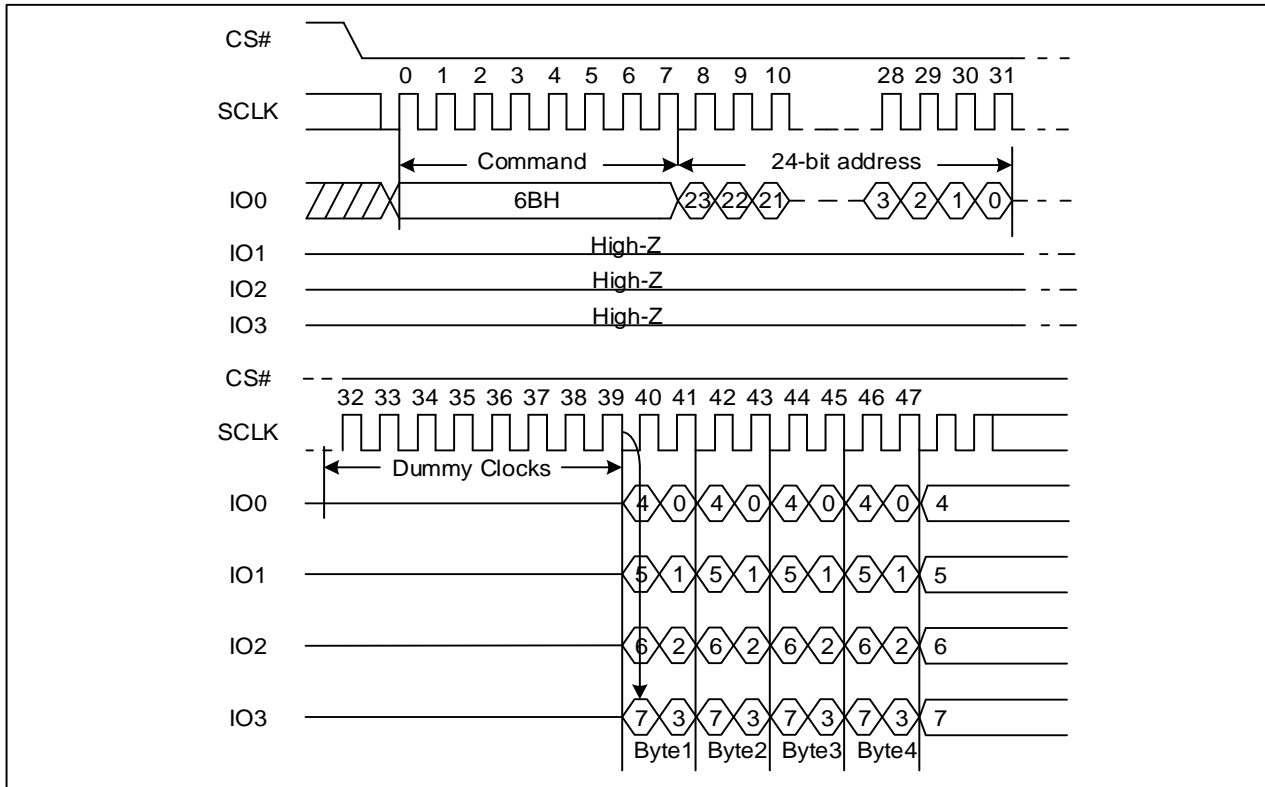 CS#
0 1 2 3 4 5 6 7 8 9 10 28 29 30 31
SCLK
Command 24-bit address
IO0 6BH 23 22 21 3 2 1 0
IO1 High-Z
IO2 High-Z
IO3 High-Z
CS#
32 33 34 35 36 37 38 39 40 41 42 43 44 45 46 47
SCLK
Dummy Clocks
IO0 4 0 4 0 4 0 4 0 4
IO1 5 1 5 1 5 1 5 1 5
IO2 6 2 6 2 6 2 6 2 6
IO3 7 3 7 3 7 3 7 3 7
Byte1 Byte2 Byte3 Byte4